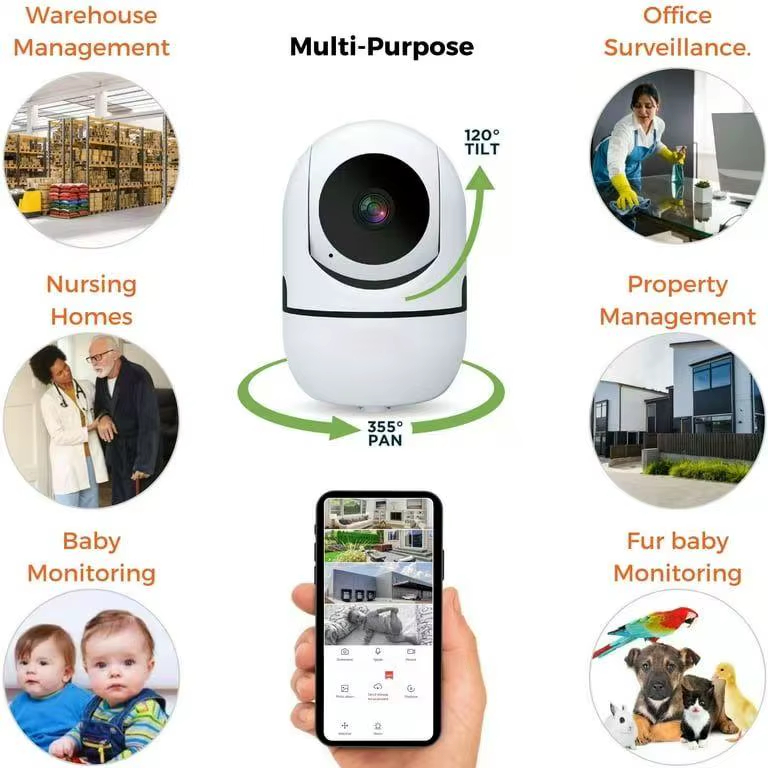 Warehouse
Management
Multi-Purpose
Office
Surveillance.
120°
TILT
Nursing
Homes
Property
Management
355°
PAN
Baby
Monitoring
Fur baby
Monitoring